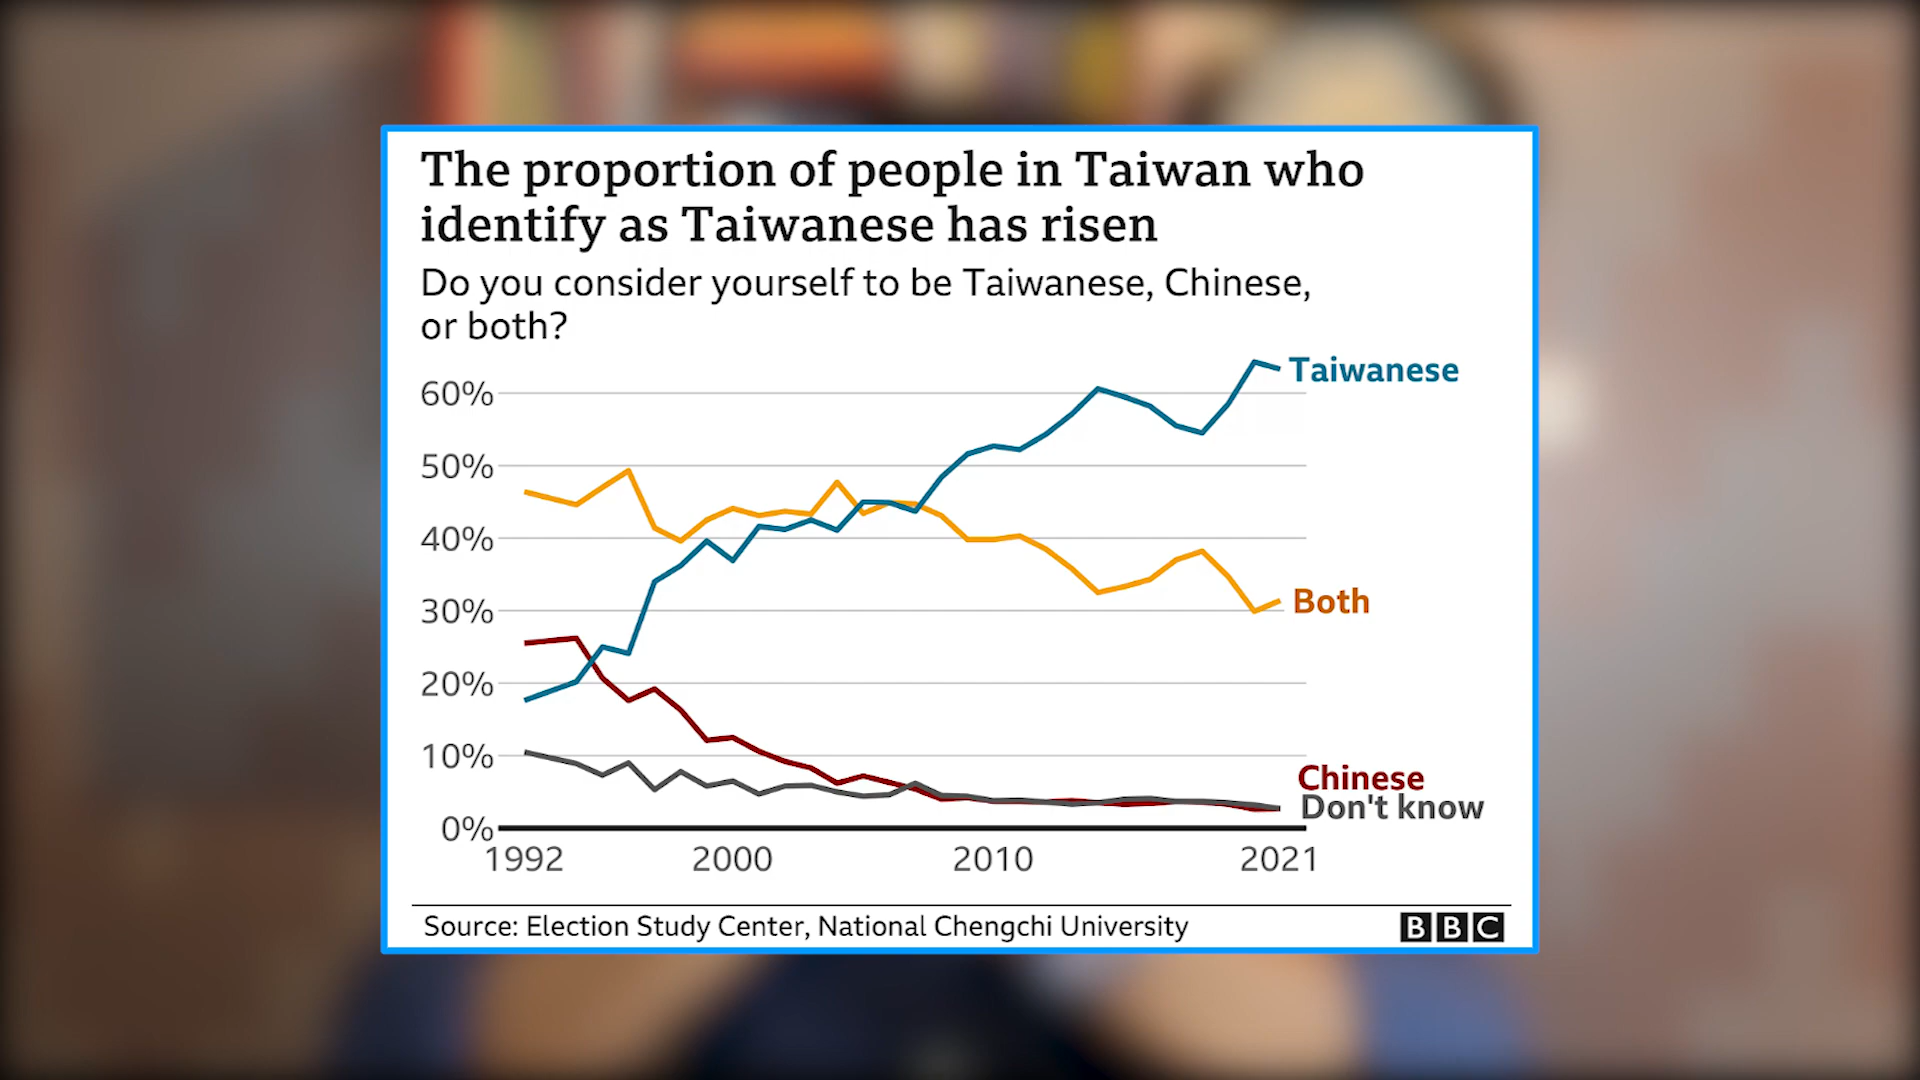 The proportion of people in Taiwan who
identify as Taiwanese has risen
Do you consider yourself to be Taiwanese, Chinese,
or both?
60%
50%
40%
30%
20%
10%
0%
Taiwanese
Both
Chinese
Don't know
1992 2000 2010 2021
Source: Election Study Center, National Chengchi University
BBC